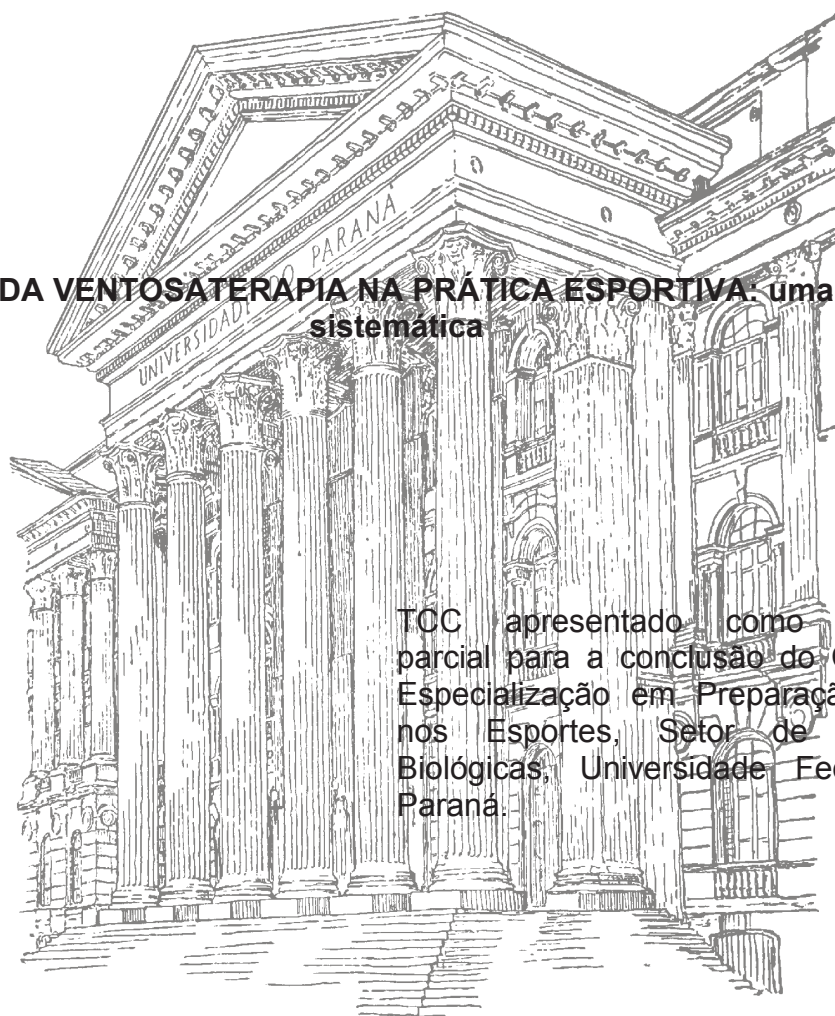 DA VENTOSATERAPIA NA PRÁTICA ESPORTIVA: uma
sistemática
UNIVERSIDADE DO PARANÁ
TCC apresentado como
parcial para a conclusão do
Especialização em Preparaçã
nos Esportes, Setor de
Biológicas, Universidade Fe
Paraná.